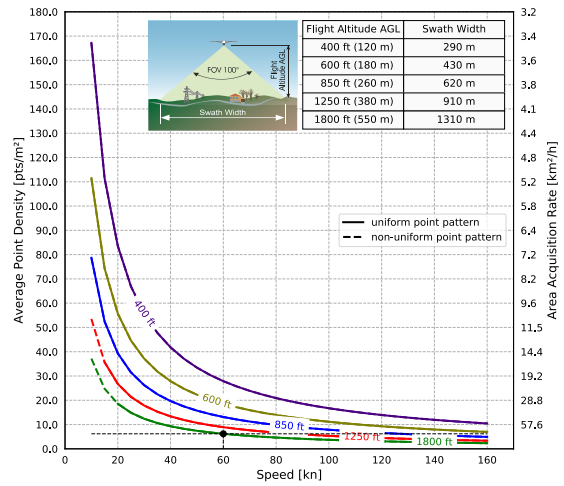 180.0
170.0
160.0
150.0
140.0
130.0
120.0
110.0
100.0
90.0
80.0
70.0
60.0
50.0
40.0
30.0
20.0
10.0
0.0
Average Point Density [pts/m²]
FOV 100°
Flight
Altitude AGL
Swath Width
Flight Altitude AGL Swath Width
400 ft (120 m) 290 m
600 ft (180 m) 430 m
850 ft (260 m) 620 m
1250 ft (380 m) 910 m
1800 ft (550 m) 1310 m
uniform point pattern
non-uniform point pattern
400 ft
600 ft
850 ft
1250 ft
1800 ft
3.2
3.4
3.6
3.8
4.1
4.4
4.8
5.2
5.8
6.4
7.2
8.2
9.6
11.5
14.4
19.2
28.8
57.6
Area Acquisition Rate [km²/h]
0 20 40 60 80 100 120 140 160
Speed [kn]